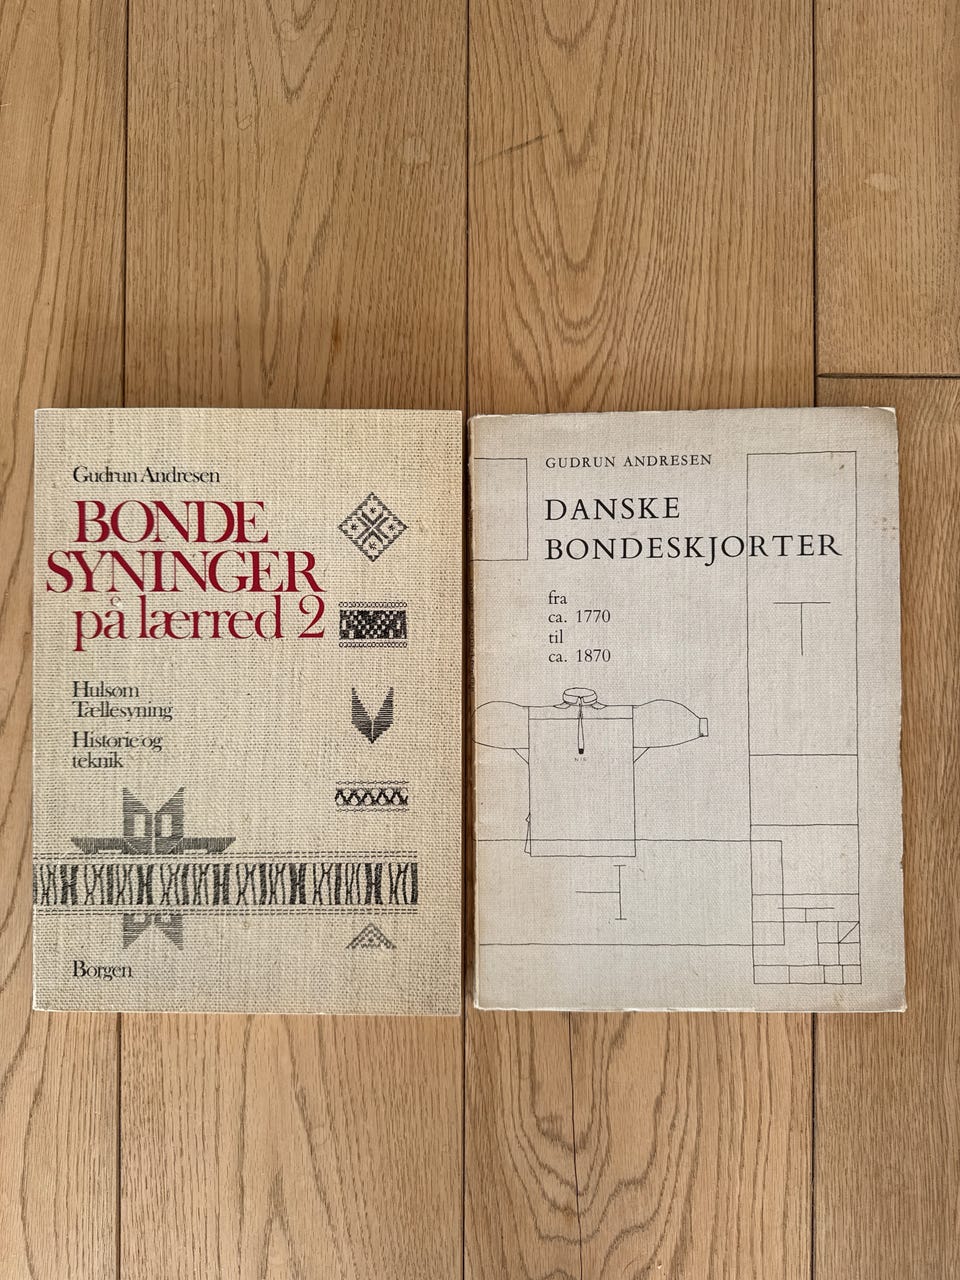 Gudrun Andresen
BONDE
SYNINGER
på lærred 2
Hulsøm
Tællesyning
Historie og
teknik
Borgen
GUDRUN ANDRESEN
DANSKE
BONDESKJORTER
fra
ca. 1770
til
ca. 1870